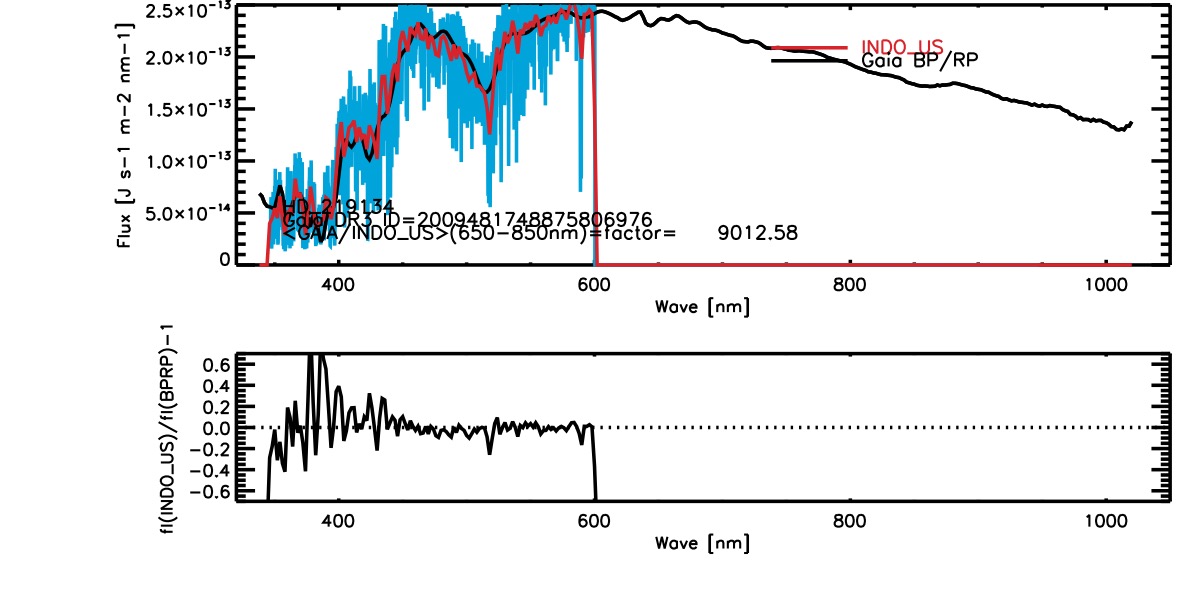 2.5×10−13
2.0×10−13
1.5×10−13
1.0×10−13
5.0×10−14
0
Flux [J s−1 m−2 nm−1]
INDO_US
Gaia BP/RP
HD 219134
Gaia DR3 ID=2009481748875806976
<GAIA/INDO_US>(650−850nm)=factor= 9012.58
400 600 800 1000
Wave [nm]
fl(INDO_US)/fl(BPRP)−1
0.6
0.4
0.2
0.0
−0.2
−0.4
−0.6
400 600 800 1000
Wave [nm]